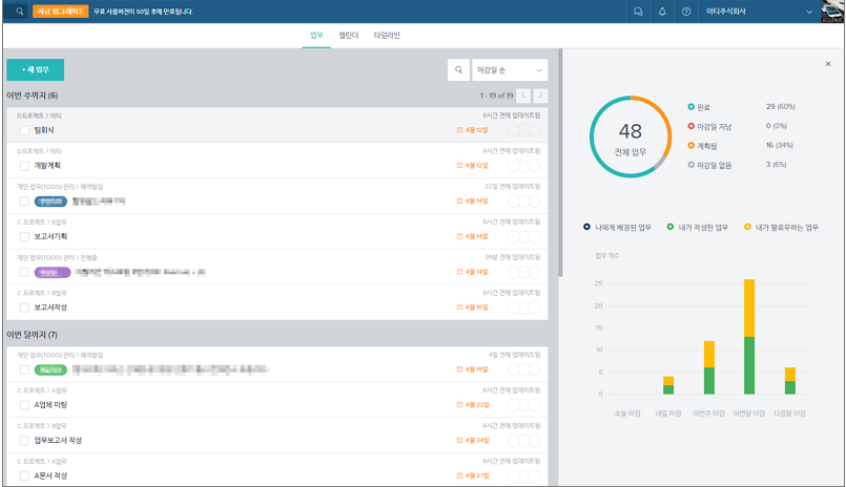 지금 업그레이드 무료 사용버전이 50일 후에 만료됩니다. 아티주식회사
업무 캘린더 타임라인
+ 새 업무 마감일 순
이번 주까지 (6) 1 - 19 of 19
D프로젝트 > 아티 6시간 전에 업데이트됨
팀회식 4월 12일
D프로젝트 > 아티 6시간 전에 업데이트됨
개발계획 4월 12일
개인 업무(TODO) 관리 > 해야할일 22일 전에 업데이트됨
4월 14일
C 프로젝트 > B업무 6시간 전에 업데이트됨
보고서기획 4월 14일
개인 업무(TODO) 관리 > 진행중 39분 전에 업데이트됨
4월 14일
C 프로젝트 > B업무 6시간 전에 업데이트됨
보고서작성 4월 15일
이번 달까지 (7)
개인 업무(TODO) 관리 > 해야할일 4일 전에 업데이트됨
4월 19일
C 프로젝트 > A업무 6시간 전에 업데이트됨
A업체 미팅 4월 22일
C 프로젝트 > B업무 6시간 전에 업데이트됨
업무보고서 작성 4월 24일
C 프로젝트 > A업무 6시간 전에 업데이트됨
A문서 작성 4월 27일
48
전체 업무
완료 29 (60%)
마감일 지남 0 (0%)
계획됨 16 (34%)
마감일 없음 3 (6%)
나에게 배정된 업무 내가 작성한 업무 내가 팔로우하는 업무
업무 개수
25
20
15
10
5
0
오늘 마감 내일 마감 이번주 마감 이번달 마감 다음달 마감